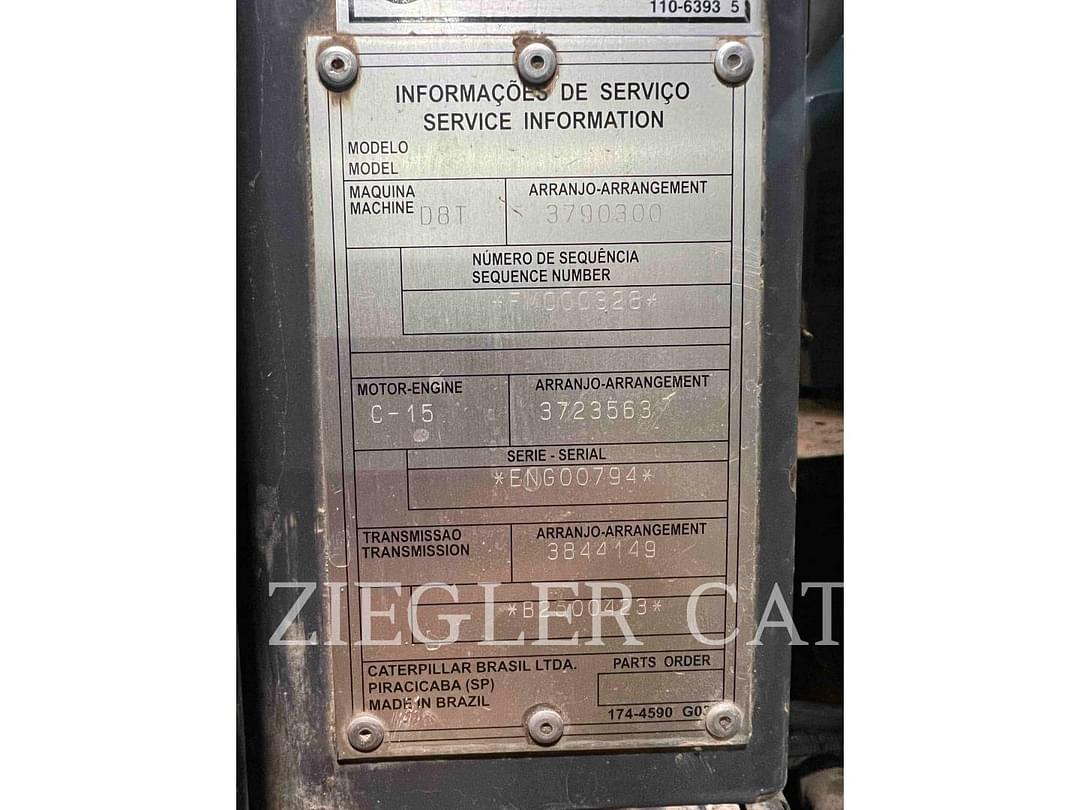 110-6393 5
INFORMAÇÕES DE SERVIÇO
SERVICE INFORMATION
MODELO
MODEL
MAQUINA
MACHINE D8T
ARRANJO-ARRANGEMENT
3790300
NÚMERO DE SEQUÊNCIA
SEQUENCE NUMBER
MOTOR-ENGINE
C-15
ARRANJO-ARRANGEMENT
3723563
SERIE - SERIAL
*ENG00794*
TRANSMISSAO
TRANSMISSION
ARRANJO-ARRANGEMENT
3844149
ZIEGLER CAT
CATERPILLAR BRASIL LTDA.
PIRACICABA (SP)
MADE IN BRAZIL
PARTS ORDER
174-4590